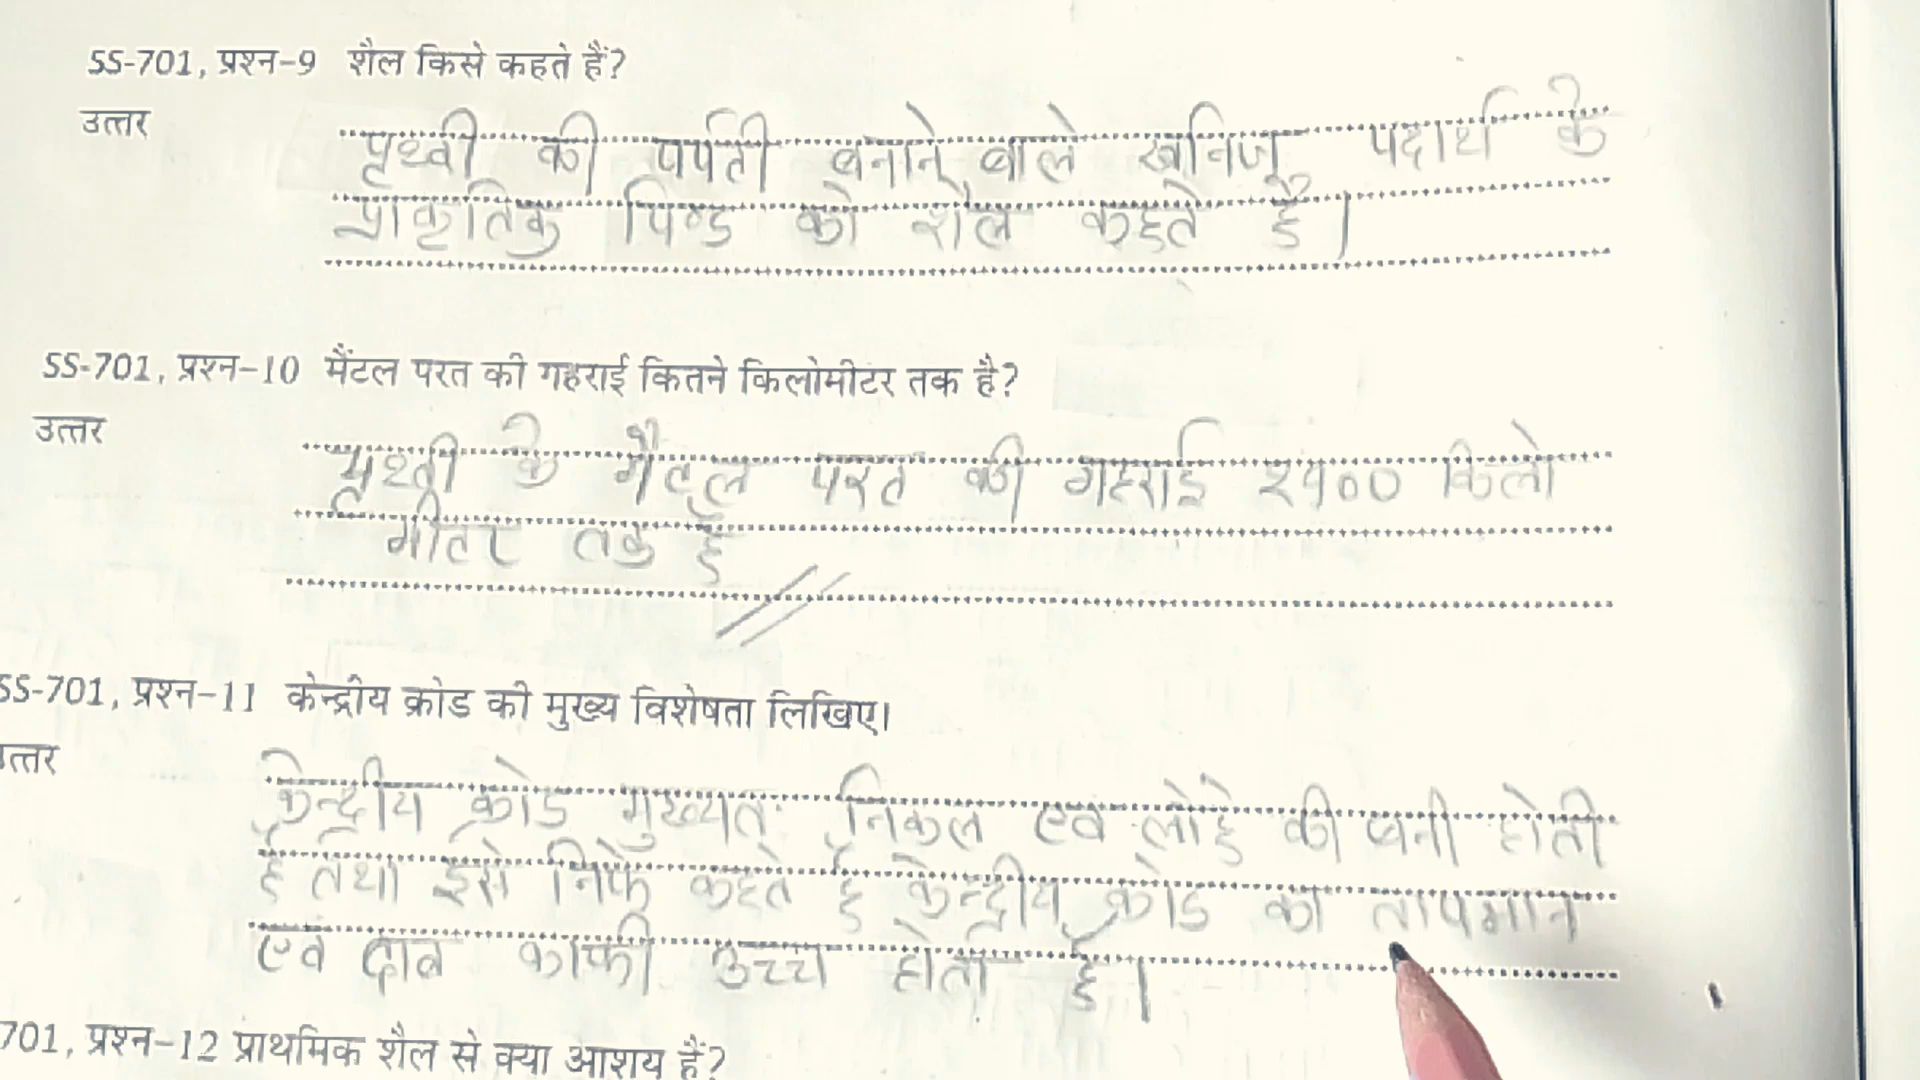 SS-701, प्रश्न-9 शैल किसे कहते हैं?
उत्तर
पृथ्वी की पर्पती बनाने बाले खनिज पदार्थ के
प्राकृतिक पिण्ड को शैल कहते है।
SS-701, प्रश्न-10 मैंटल परत की गहराई कितने किलोमीटर तक है?
उत्तर
पृथ्वी के मैटल परत की गहराई २९०० किलो
मीटर तक है
SS-701, प्रश्न-11 केन्द्रीय क्रोड की मुख्य विशेषता लिखिए।
उत्तर
केन्द्रीय क्रोड मुख्यत: निकल एवं लोहे की बनी होती
है तथा इसे निफे कहते है केन्द्रीय क्रोड का तापमान
एवं दाब काफी उच्च होता है।
701, प्रश्न-12 प्राथमिक शैल से क्या आशय हैं?